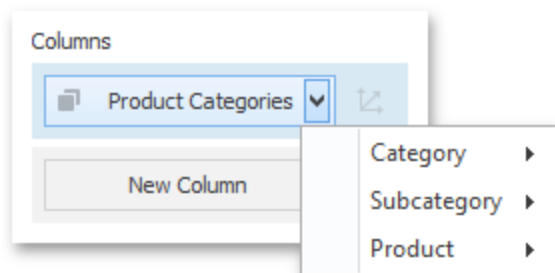 Columns
Product Categories
New Column
Category
Subcategory
Product